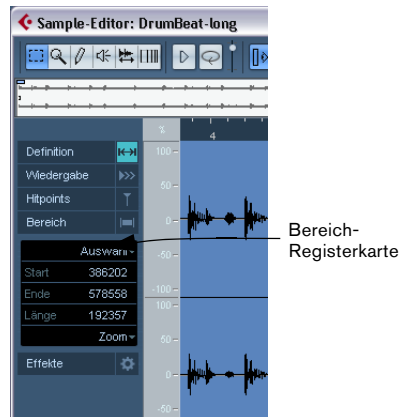 Sample-Editor: DrumBeat-long
% 4
Definition
100
Wiedergabe
50
Hitpoints
Bereich
0
Auswahl
-50
Start 386202
Ende 578558
-100
Länge 192357
100
Zoom
50
Effekte
0
-50
Bereich-
Registerkarte